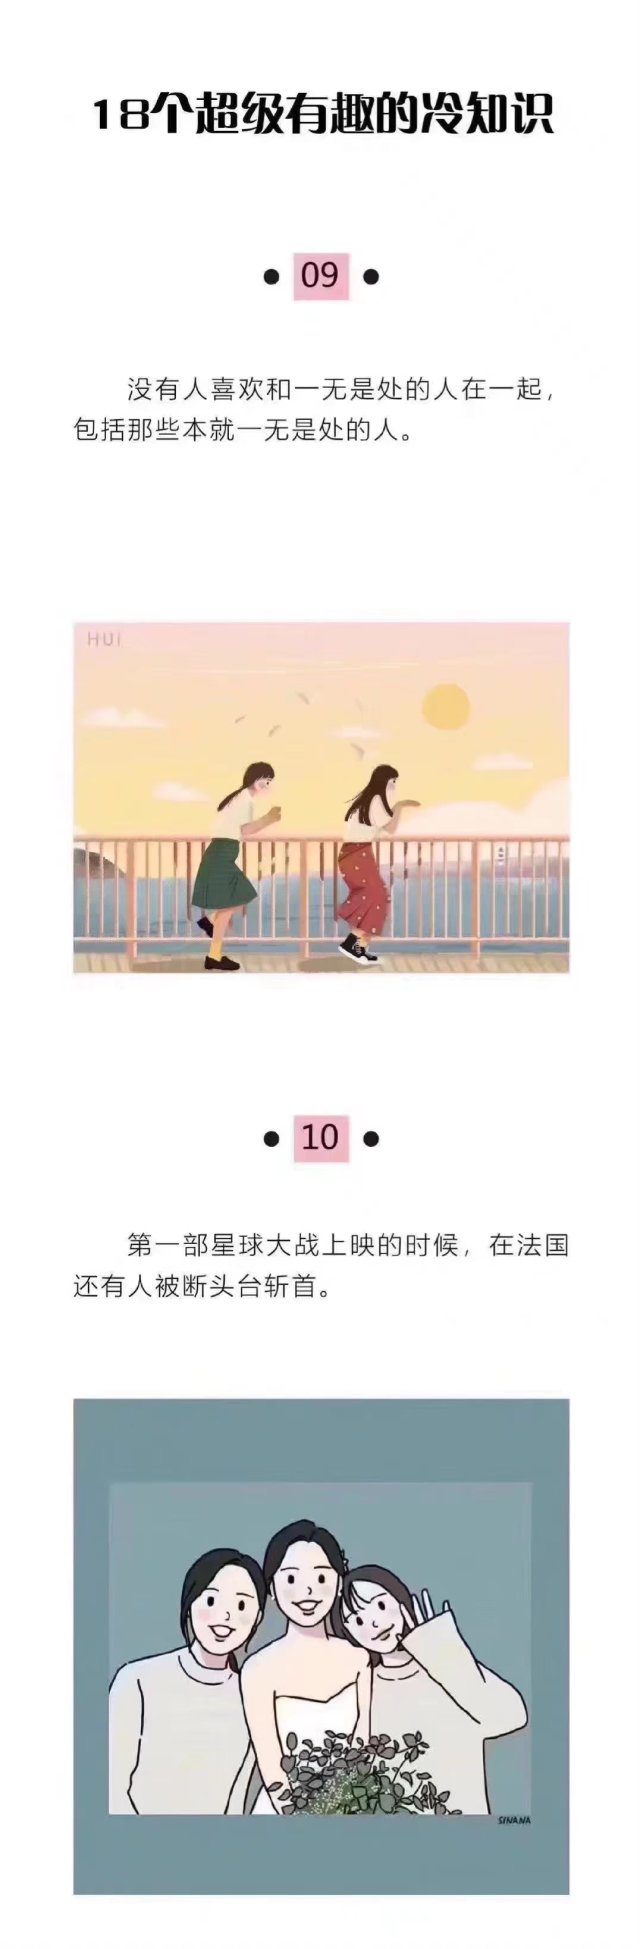 18个超级有趣的冷知识
09
没有人喜欢和一无是处的人在一起，
包括那些本就一无是处的人。
HUI
10
第一部星球大战上映的时候，在法国
还有人被断头台斩首。
SINANA